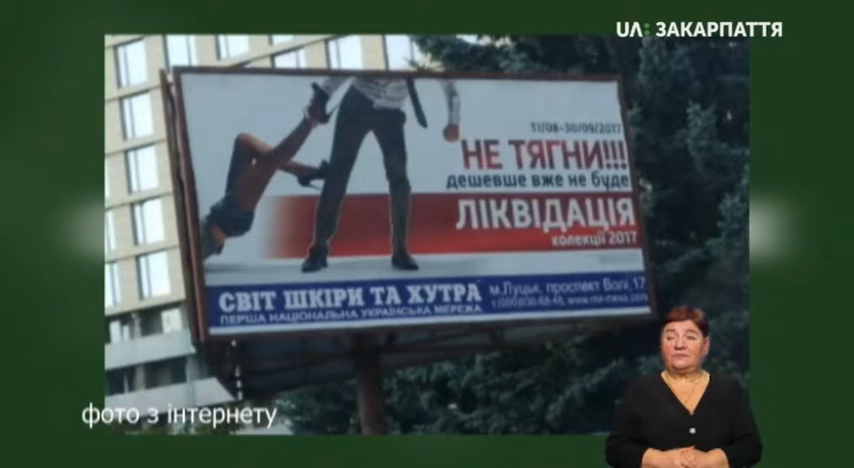 UA: ЗАКАРПАТТЯ
11/08-30/09/2017
НЕ ТЯГНИ!!!
дешевше вже не буде
ЛІКВІДАЦІЯ
колекції 2017
СВІТ ШКІРИ ТА ХУТРА
ПЕРША НАЦІОНАЛЬНА УКРАЇНСЬКА МЕРЕЖА
м.Луцьк, проспект Волі, 17
фото з інтернету